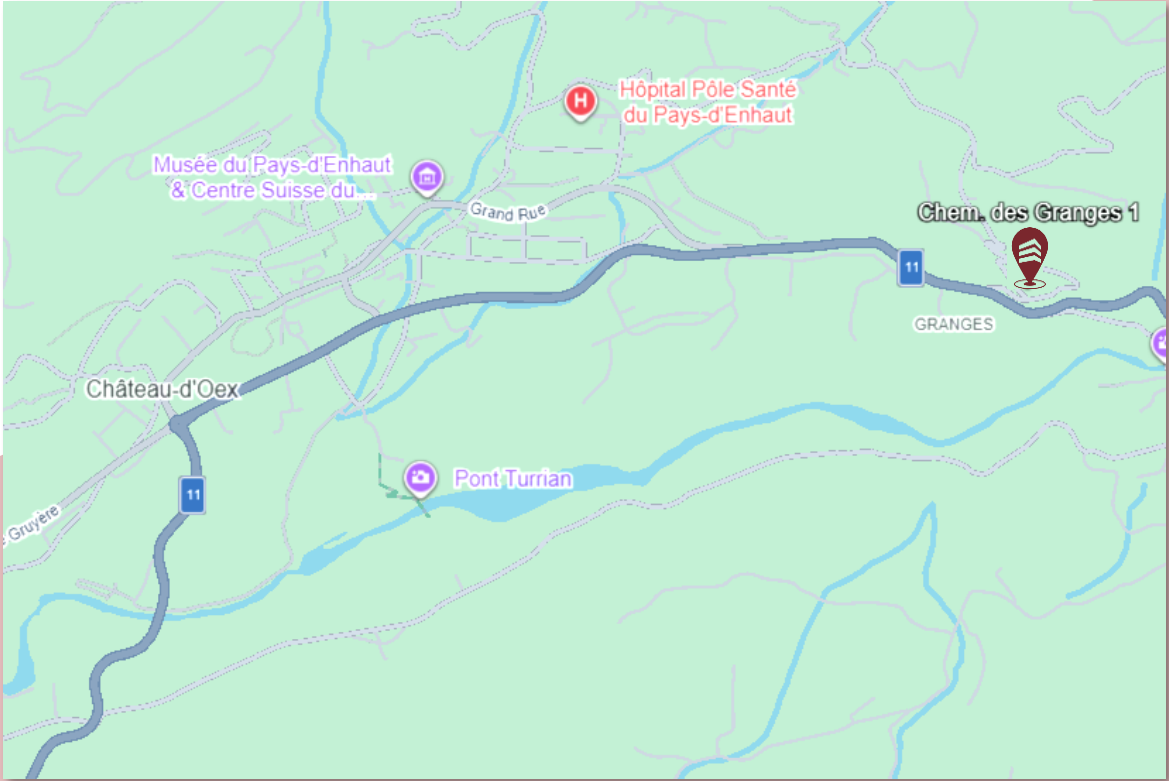 Hôpital Pôle Santé
du Pays-d'Enhaut
H
Musée du Pays-d'Enhaut
& Centre Suisse du...
Grand Rue
Chem. des Granges 1
11
GRANGES
Château-d'Oex
Pont Turrian
11
Gruyère